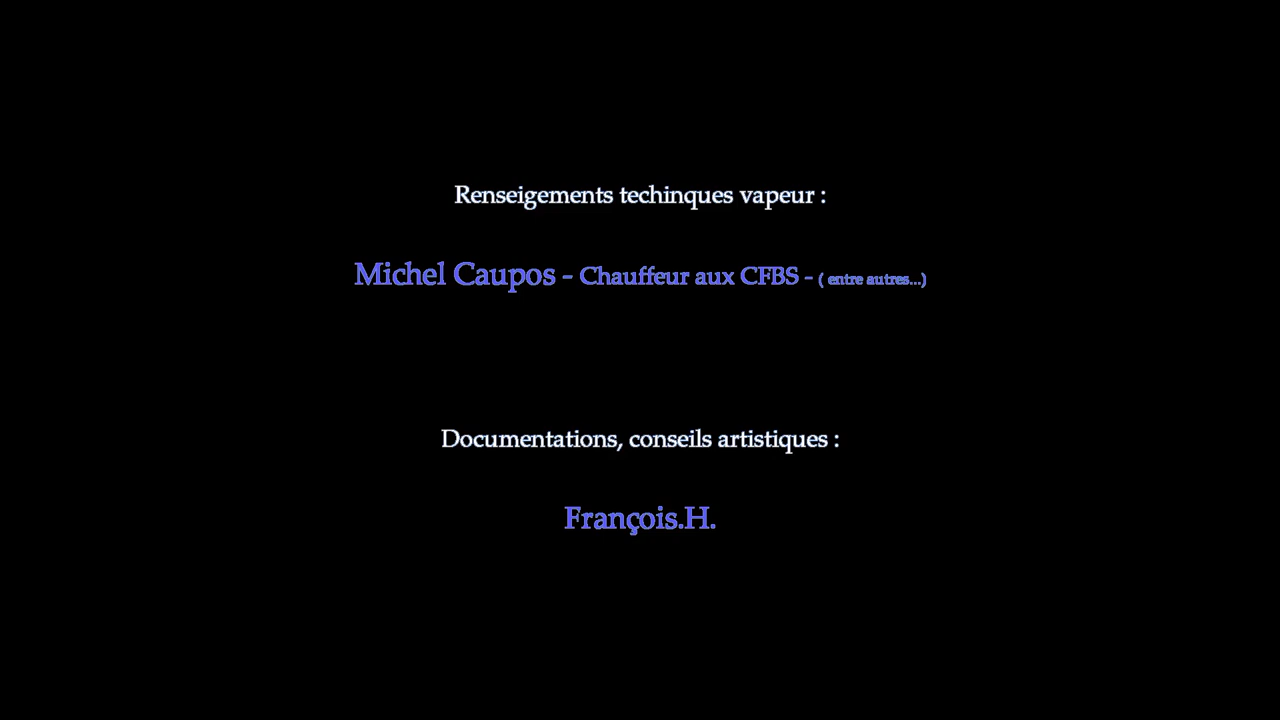 Renseigements techinques vapeur :
Michel Caupos - Chauffeur aux CFBS - ( entre autres...)
Documentations, conseils artistiques :
François.H.